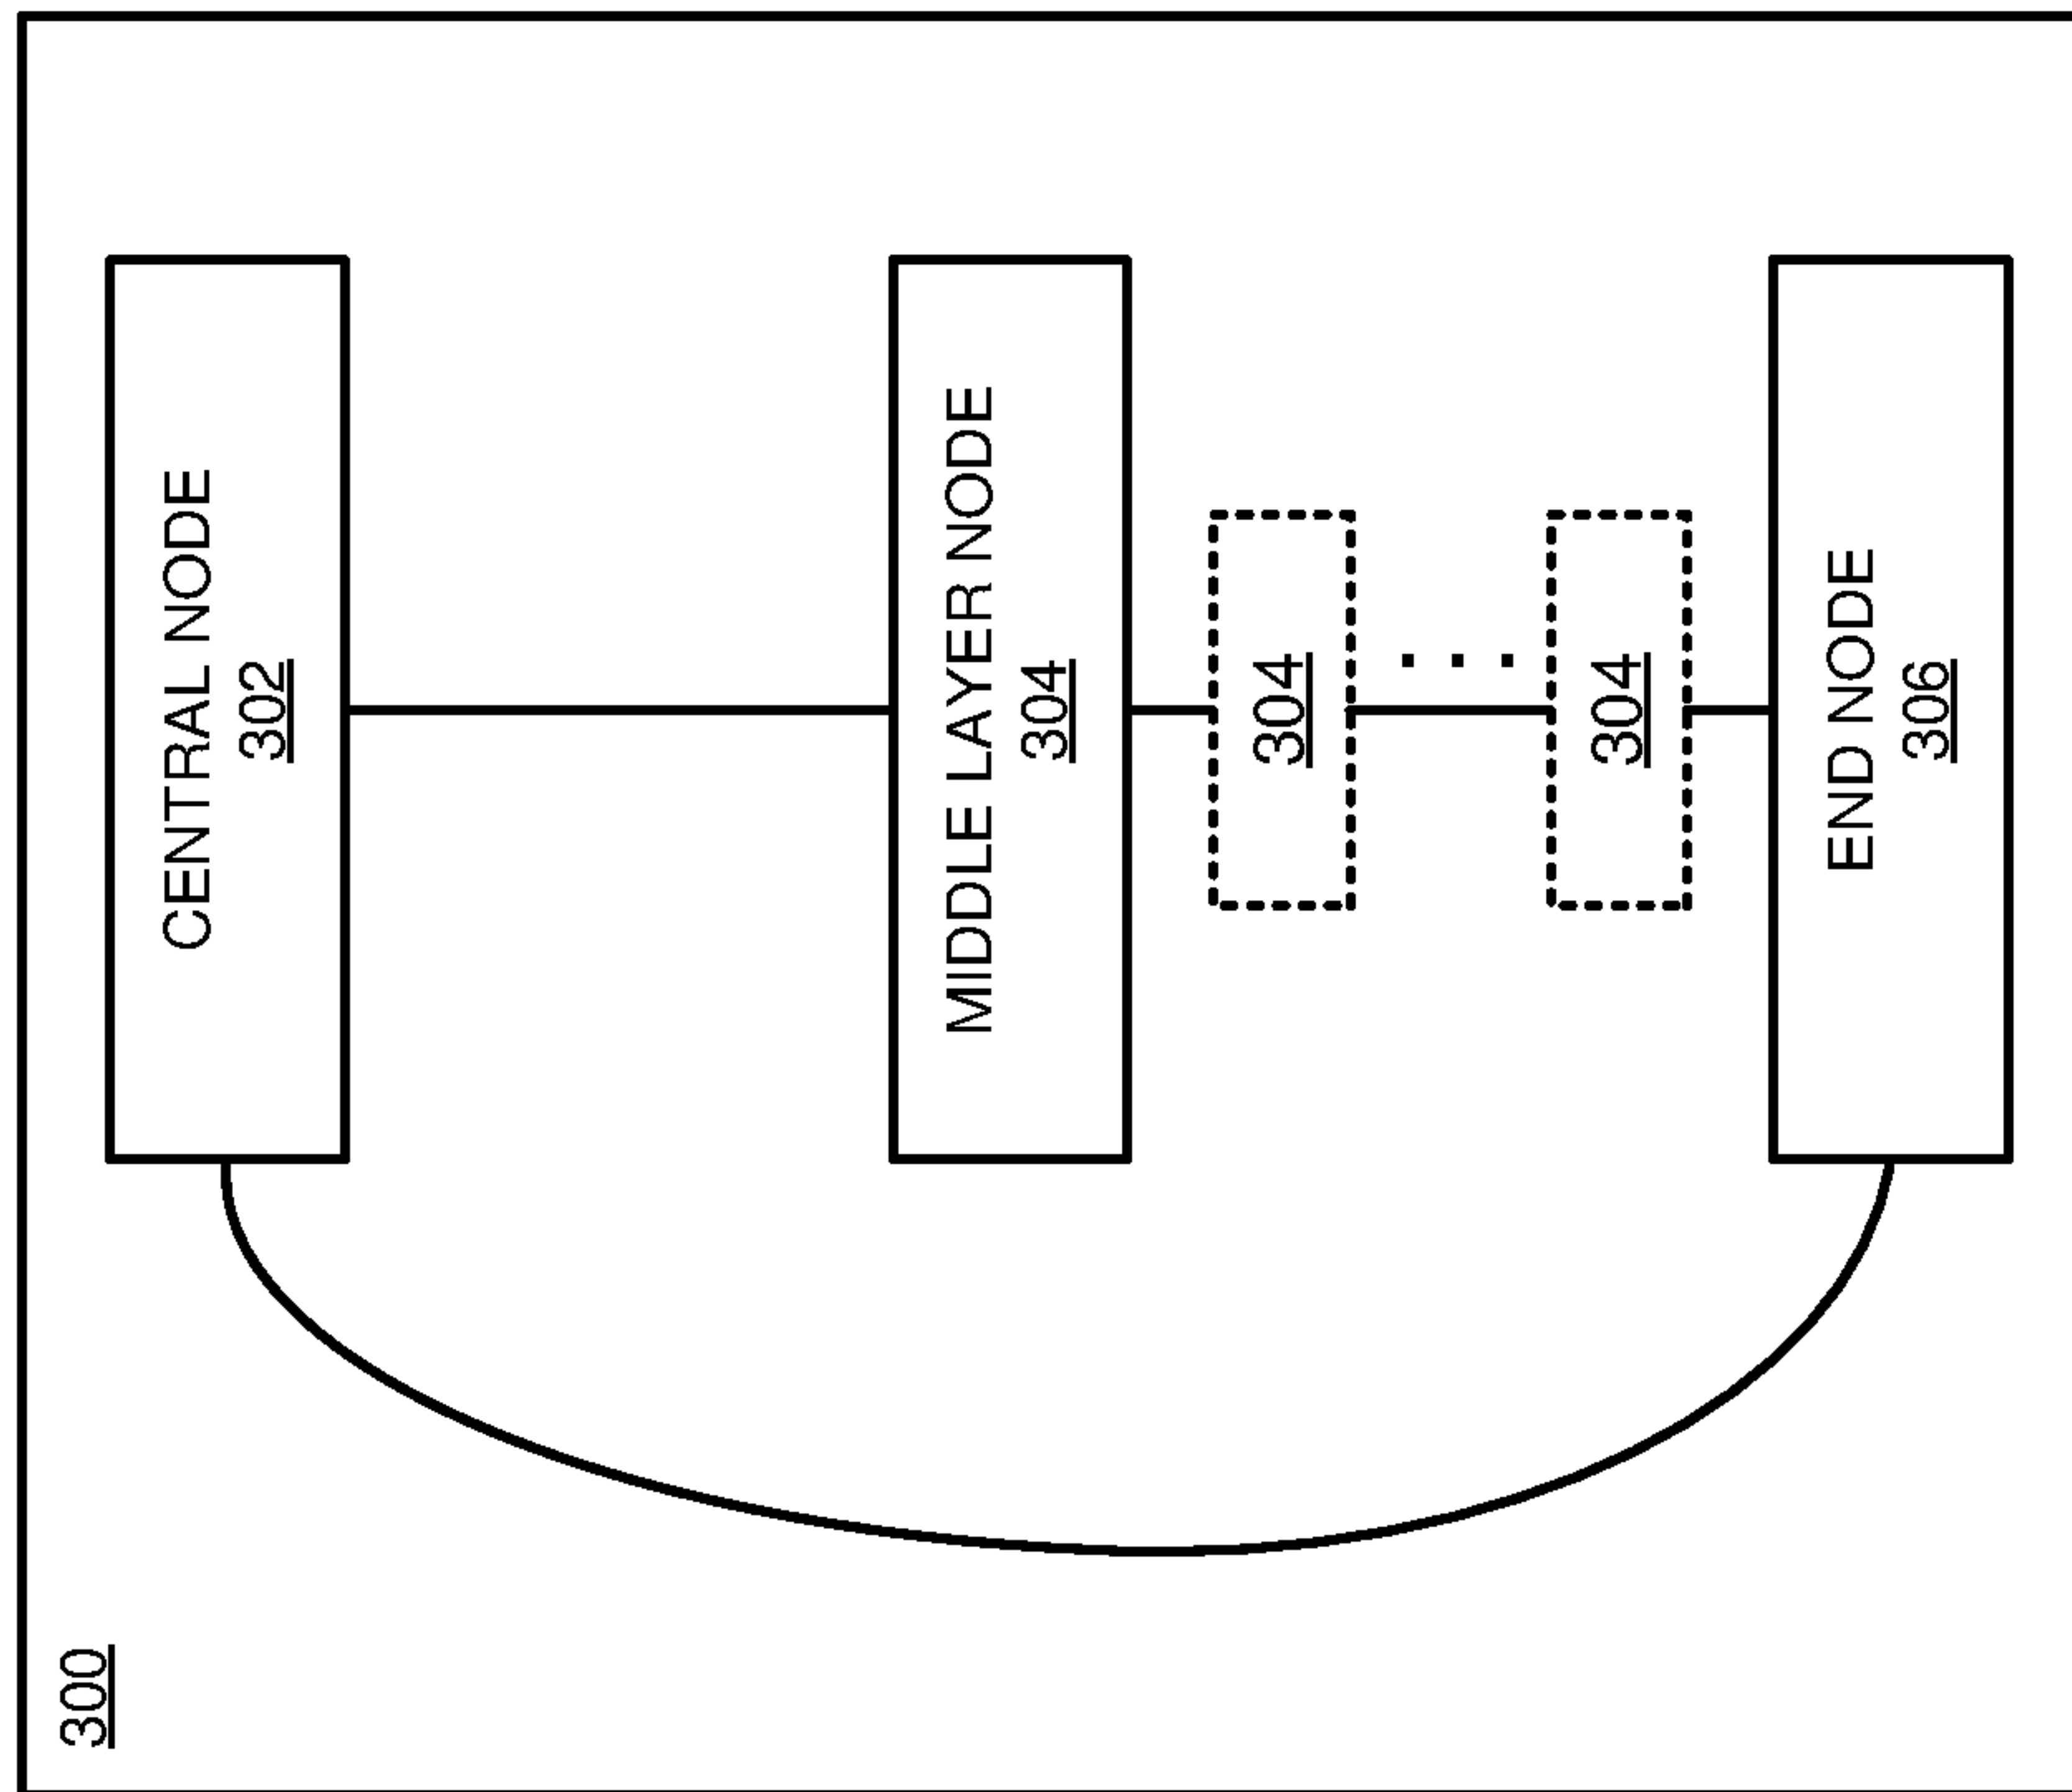 300
CENTRAL NODE
302
MIDDLE LAYER NODE
304
304
...
304
END NODE
306